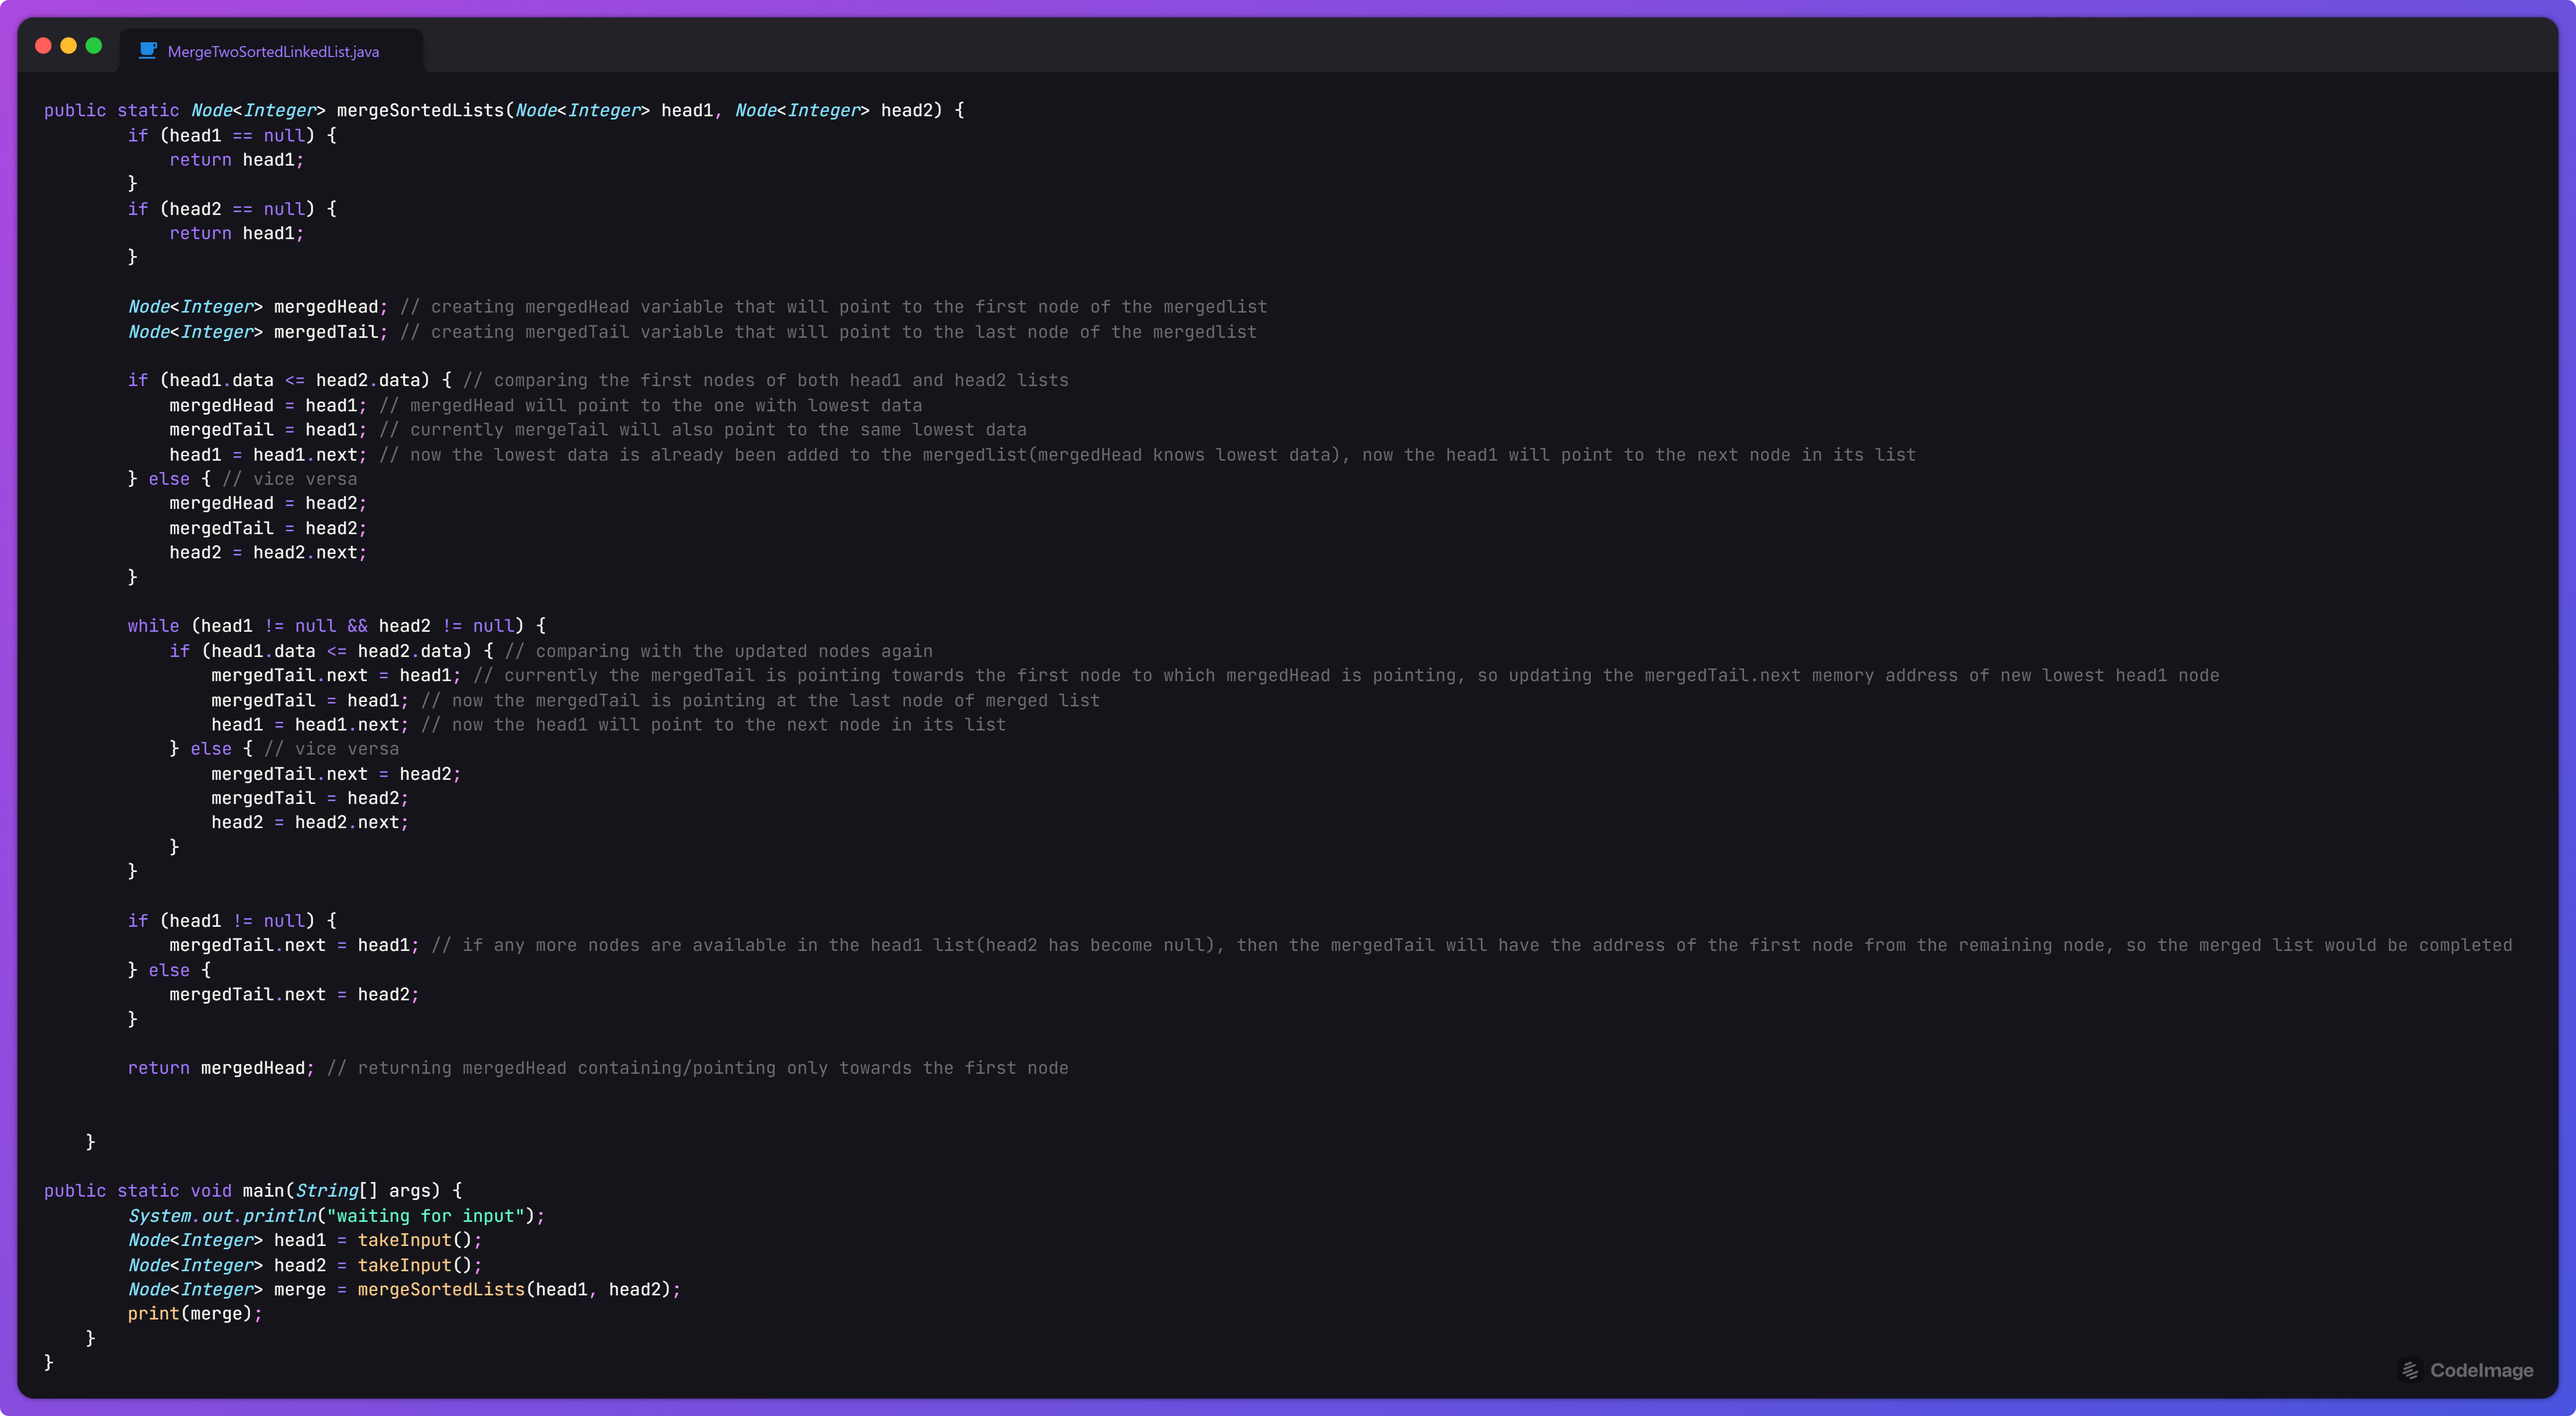 MergeTwoSortedLinkedList.java
public static Node<Integer> mergeSortedLists(Node<Integer> head1, Node<Integer> head2) {
        if (head1 == null) {
            return head1;
        }
        if (head2 == null) {
            return head1;
        }

        Node<Integer> mergedHead; // creating mergedHead variable that will point to the first node of the mergedlist
        Node<Integer> mergedTail; // creating mergedTail variable that will point to the last node of the mergedlist

        if (head1.data <= head2.data) { // comparing the first nodes of both head1 and head2 lists
            mergedHead = head1; // mergedHead will point to the one with lowest data
            mergedTail = head1; // currently mergeTail will also point to the same lowest data
            head1 = head1.next; // now the lowest data is already been added to the mergedlist(mergedHead knows lowest data), now the head1 will point to the next node in its list
        } else { // vice versa
            mergedHead = head2;
            mergedTail = head2;
            head2 = head2.next;
        }

        while (head1 != null && head2 != null) {
            if (head1.data <= head2.data) { // comparing with the updated nodes again
                mergedTail.next = head1; // currently the mergedTail is pointing towards the first node to which mergedHead is pointing, so updating the mergedTail.next memory address of new lowest head1 node
                mergedTail = head1; // now the mergedTail is pointing at the last node of merged list
                head1 = head1.next; // now the head1 will point to the next node in its list
            } else { // vice versa
                mergedTail.next = head2;
                mergedTail = head2;
                head2 = head2.next;
            }
        }

        if (head1 != null) {
            mergedTail.next = head1; // if any more nodes are available in the head1 list(head2 has become null), then the mergedTail will have the address of the first node from the remaining node, so the merged list would be completed
        } else {
            mergedTail.next = head2;
        }

        return mergedHead; // returning mergedHead containing/pointing only towards the first node


    }

public static void main(String[] args) {
        System.out.println("waiting for input");
        Node<Integer> head1 = takeInput();
        Node<Integer> head2 = takeInput();
        Node<Integer> merge = mergeSortedLists(head1, head2);
        print(merge);
    }
}
CodeImage